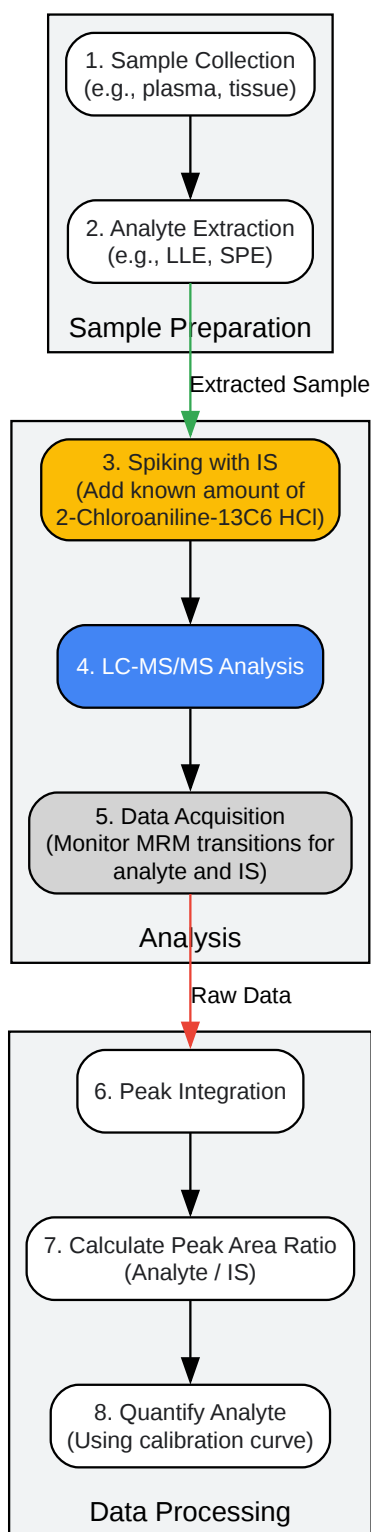 1. Sample Collection
(e.g., plasma, tissue)
2. Analyte Extraction
(e.g., LLE, SPE)
Sample Preparation
Extracted Sample
3. Spiking with IS
(Add known amount of
2-Chloroaniline-13C6 HCl)
4. LC-MS/MS Analysis
5. Data Acquisition
(Monitor MRM transitions for
analyte and IS)
Analysis
Raw Data
6. Peak Integration
7. Calculate Peak Area Ratio
(Analyte / IS)
8. Quantify Analyte
(Using calibration curve)
Data Processing